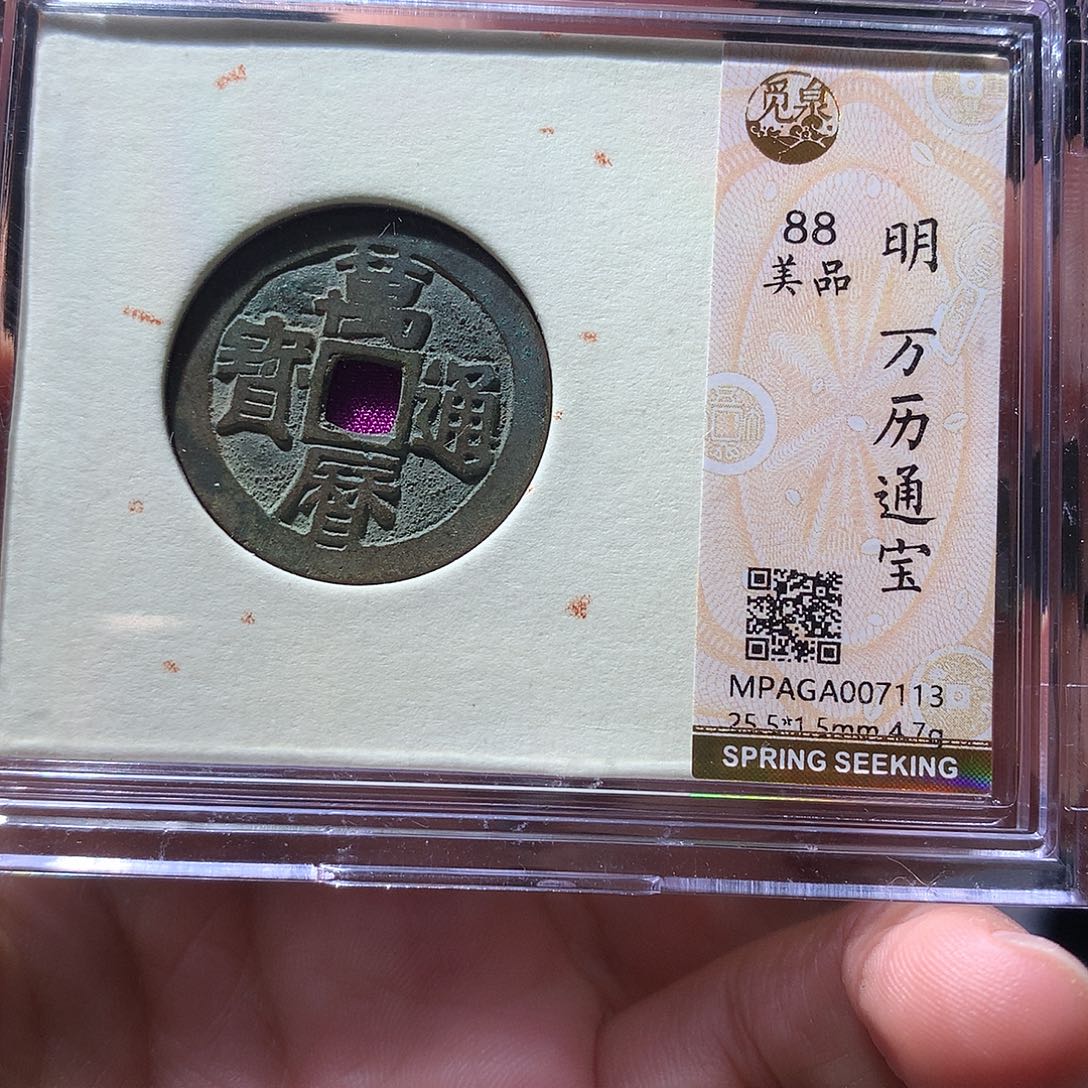 萬曆通寶
觅泉
88
美品
明 万历通宝
MPAGA007113
25.5*1.5mm 4.7g
SPRING SEEKING